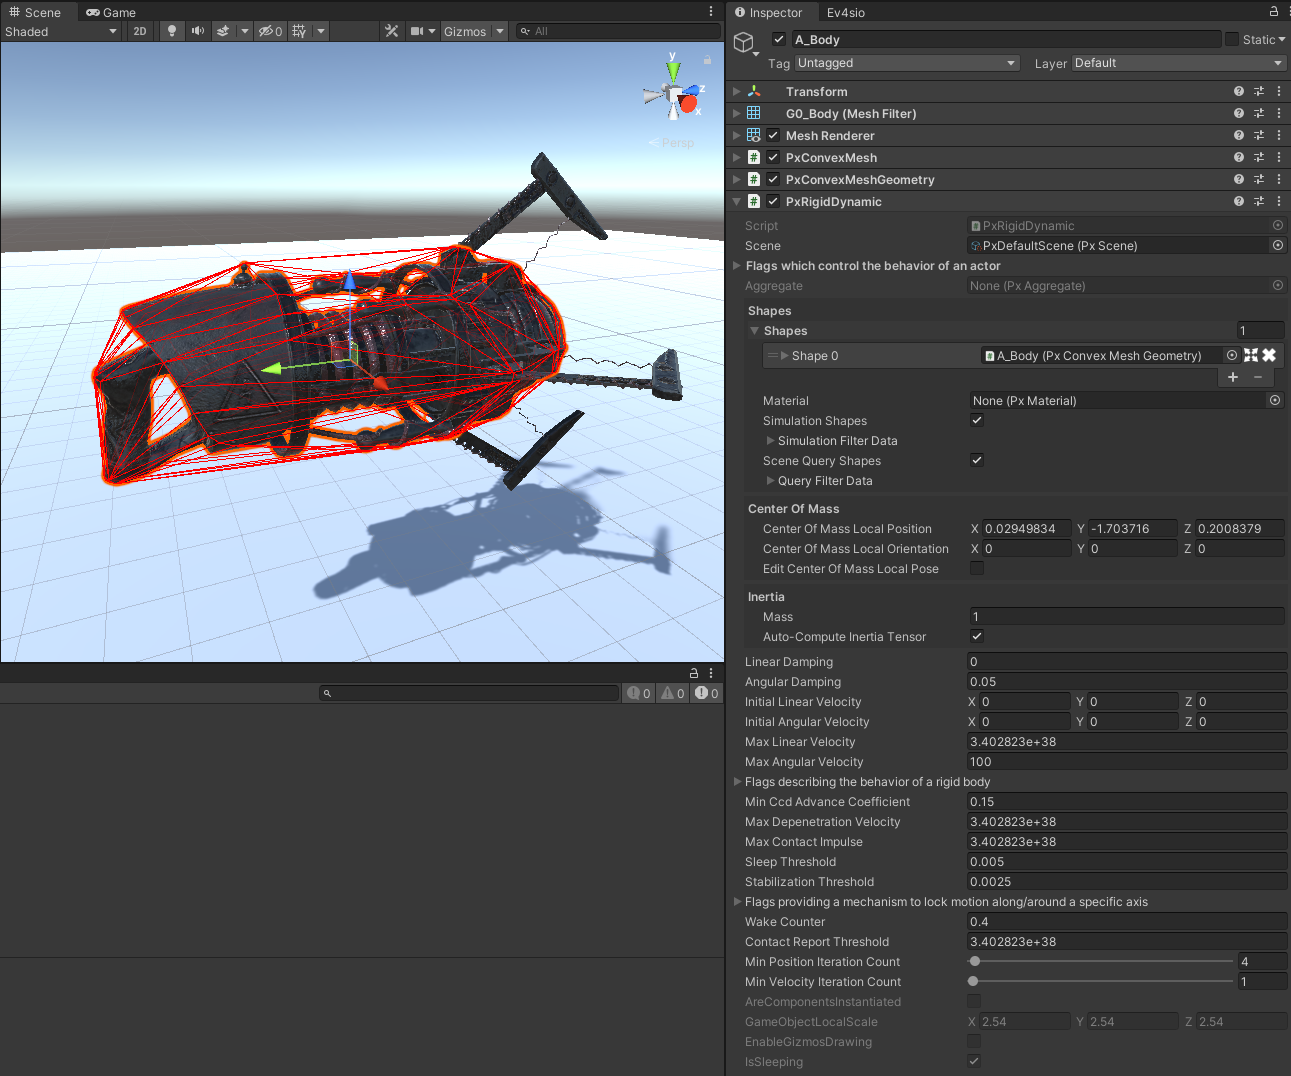 Scene Game
Shaded 2D 0 Gizmos All
y
z
x
Persp
0 0 0
Inspector Ev4sio
A_Body Static
Tag Untagged Layer Default
Transform
G0_Body (Mesh Filter)
Mesh Renderer
# PxConvexMesh
# PxConvexMeshGeometry
# PxRigidDynamic
Script PxRigidDynamic
Scene PxDefaultScene (Px Scene)
Flags which control the behavior of an actor
Aggregate None (Px Aggregate)
Shapes
Shapes 1
Shape 0 A_Body (Px Convex Mesh Geometry)
+ −
Material None (Px Material)
Simulation Shapes
Simulation Filter Data
Scene Query Shapes
Query Filter Data
Center Of Mass
Center Of Mass Local Position X 0.02949834 Y -1.703716 Z 0.2008379
Center Of Mass Local Orientation X 0 Y 0 Z 0
Edit Center Of Mass Local Pose
Inertia
Mass 1
Auto-Compute Inertia Tensor
Linear Damping 0
Angular Damping 0.05
Initial Linear Velocity X 0 Y 0 Z 0
Initial Angular Velocity X 0 Y 0 Z 0
Max Linear Velocity 3.402823e+38
Max Angular Velocity 100
Flags describing the behavior of a rigid body
Min Ccd Advance Coefficient 0.15
Max Depenetration Velocity 3.402823e+38
Max Contact Impulse 3.402823e+38
Sleep Threshold 0.005
Stabilization Threshold 0.0025
Flags providing a mechanism to lock motion along/around a specific axis
Wake Counter 0.4
Contact Report Threshold 3.402823e+38
Min Position Iteration Count 4
Min Velocity Iteration Count 1
AreComponentsInstantiated
GameObjectLocalScale X 2.54 Y 2.54 Z 2.54
EnableGizmosDrawing
IsSleeping